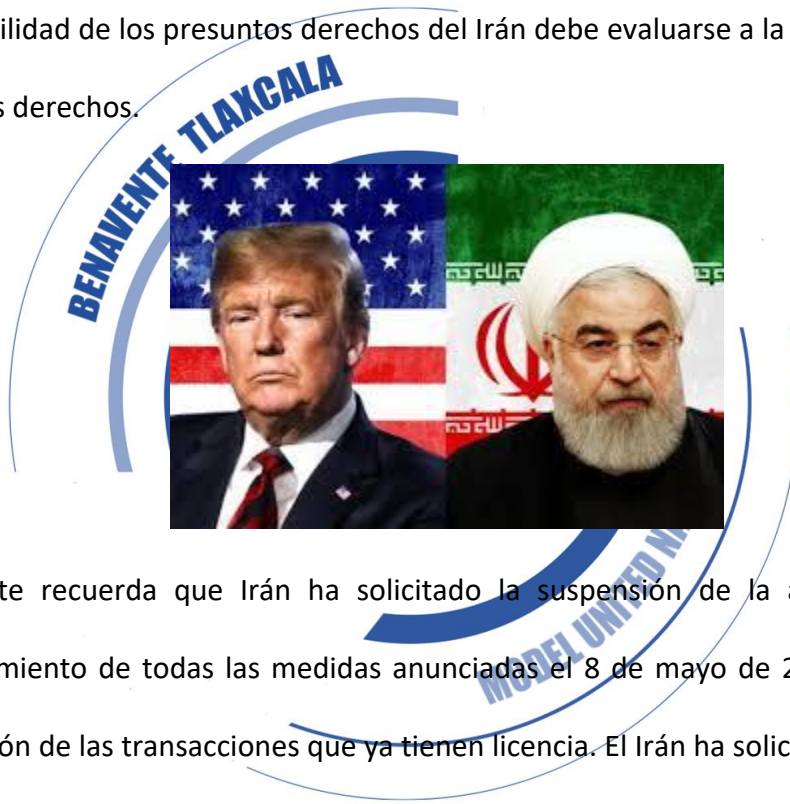 ilidad de los presuntos derechos del Irán debe evaluarse a la
s derechos.
BENAVENTE TLAXCALA
te recuerda que Irán ha solicitado la suspensión de la a
miento de todas las medidas anunciadas el 8 de mayo de 2
MODEL UNITED NA
ón de las transacciones que ya tienen licencia. El Irán ha solic